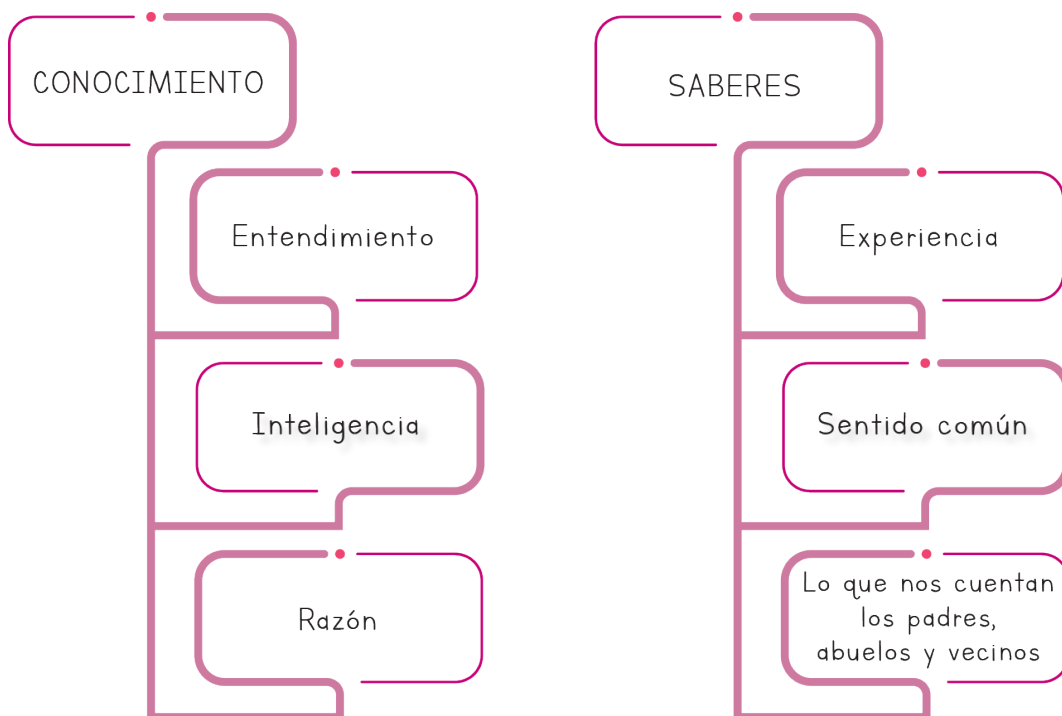 CONOCIMIENTO
Entendimiento
Inteligencia
Razón
SABERES
Experiencia
Sentido común
Lo que nos cuentan
los padres,
abuelos y vecinos